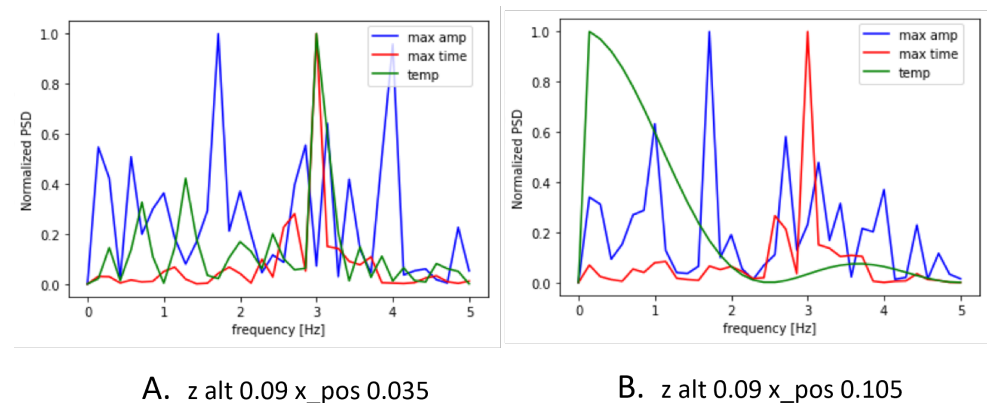 max amp
max time
temp
Normalized PSD
1.0
0.8
0.6
0.4
0.2
0.0
0 1 2 3 4 5
frequency [Hz]
A. z alt 0.09 x_pos 0.035
max amp
max time
temp
Normalized PSD
1.0
0.8
0.6
0.4
0.2
0.0
0 1 2 3 4 5
frequency [Hz]
B. z alt 0.09 x_pos 0.105